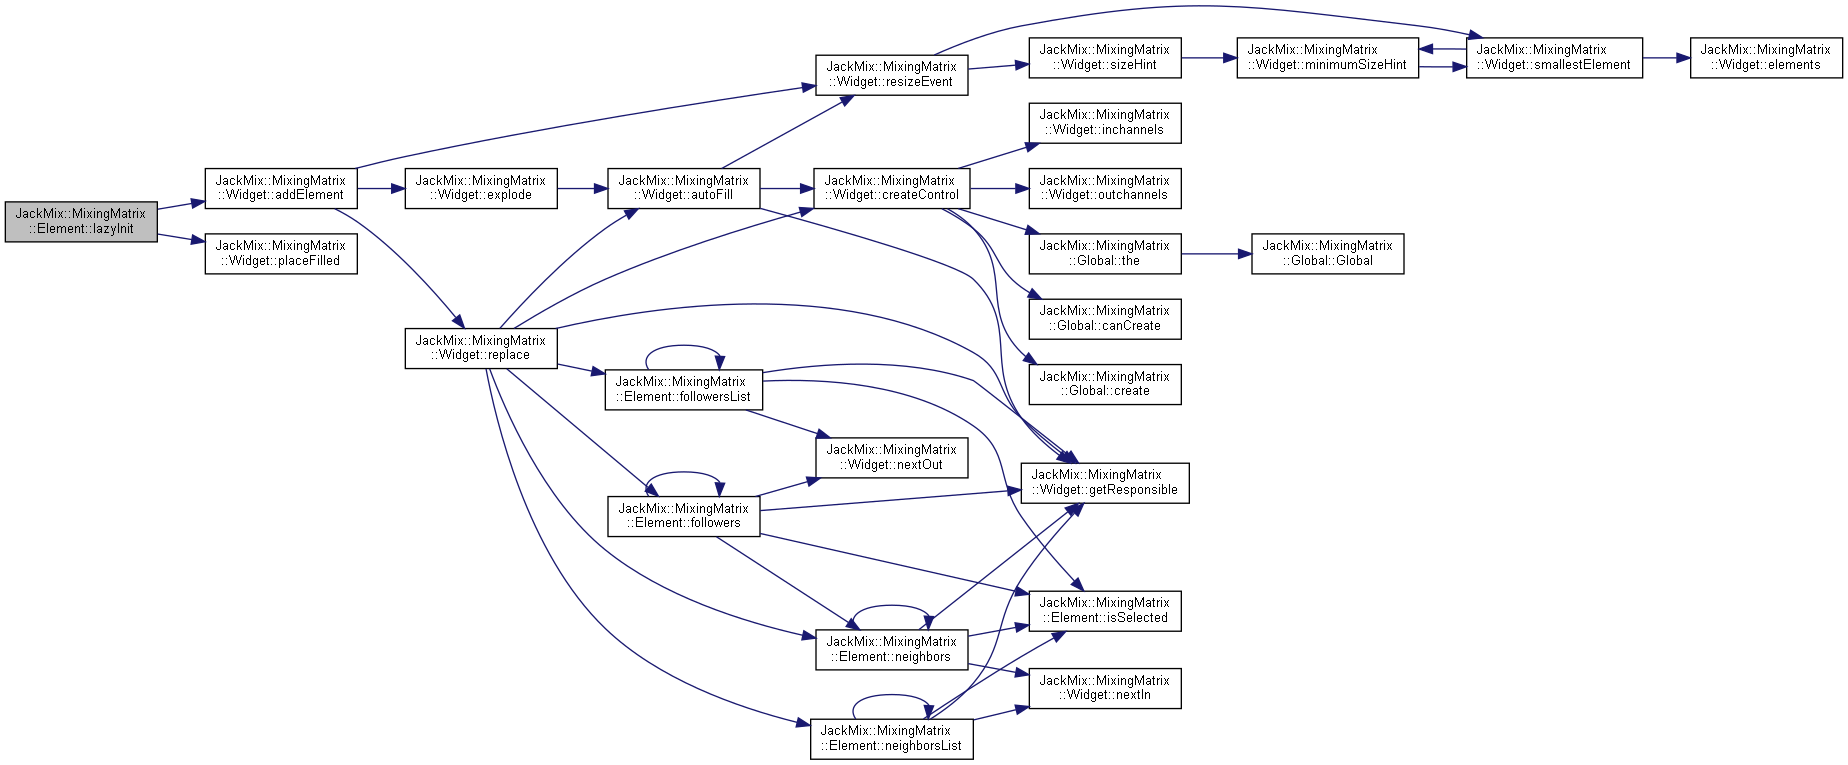 JackMix::MixingMatrix
::Element::lazyInit
JackMix::MixingMatrix
::Widget::addElement
JackMix::MixingMatrix
::Widget::placeFilled
JackMix::MixingMatrix
::Widget::explode
JackMix::MixingMatrix
::Widget::replace
JackMix::MixingMatrix
::Widget::autoFill
JackMix::MixingMatrix
::Element::followersList
JackMix::MixingMatrix
::Element::followers
JackMix::MixingMatrix
::Widget::resizeEvent
JackMix::MixingMatrix
::Widget::createControl
JackMix::MixingMatrix
::Widget::nextOut
JackMix::MixingMatrix
::Element::neighbors
JackMix::MixingMatrix
::Element::neighborsList
JackMix::MixingMatrix
::Widget::sizeHint
JackMix::MixingMatrix
::Widget::inchannels
JackMix::MixingMatrix
::Widget::outchannels
JackMix::MixingMatrix
::Global::the
JackMix::MixingMatrix
::Global::canCreate
JackMix::MixingMatrix
::Global::create
JackMix::MixingMatrix
::Widget::getResponsible
JackMix::MixingMatrix
::Element::isSelected
JackMix::MixingMatrix
::Widget::nextIn
JackMix::MixingMatrix
::Widget::minimumSizeHint
JackMix::MixingMatrix
::Global::Global
JackMix::MixingMatrix
::Widget::smallestElement
JackMix::MixingMatrix
::Widget::elements